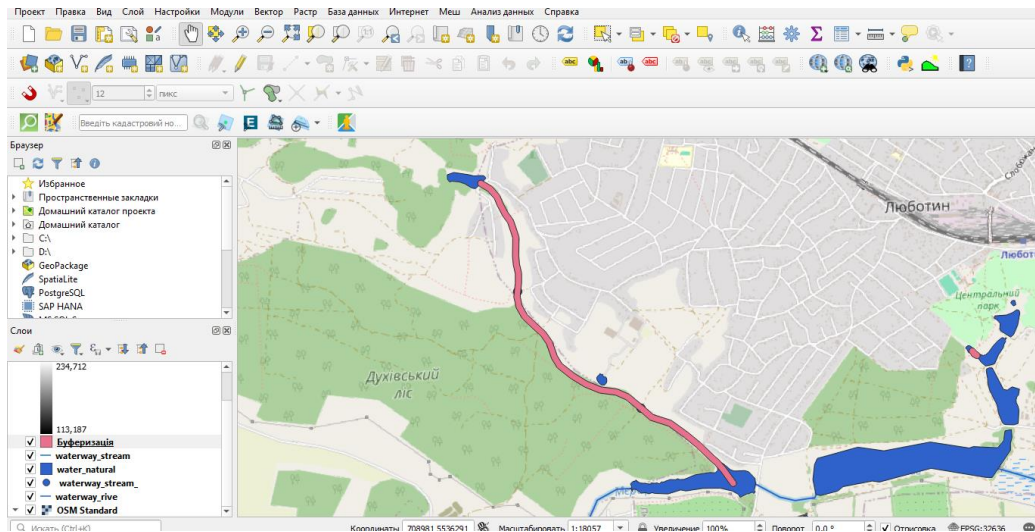 Проект Правка Вид Слой Настройки Модули Вектор Растр База данных Интернет Меш Анализ данных Справка
12 пикс
Введіть кадастровий но...
Браузер
Избранное
Пространственные закладки
Домашний каталог проекта
Домашний каталог
C:\
D:\
GeoPackage
SpatiaLite
PostgreSQL
SAP HANA
Слои
234,712
113,187
Буферизація
waterway_stream
water_natural
waterway_stream_
waterway_rive
OSM Standard
Люботин
Центральний
парк
Духівський
ліс
Искать (Ctrl+K) Координаты 708981 5536291 Масштабировать 1:18057 Увеличение 100% Поворот 0,0 ° Отрисовка EPSG:32636